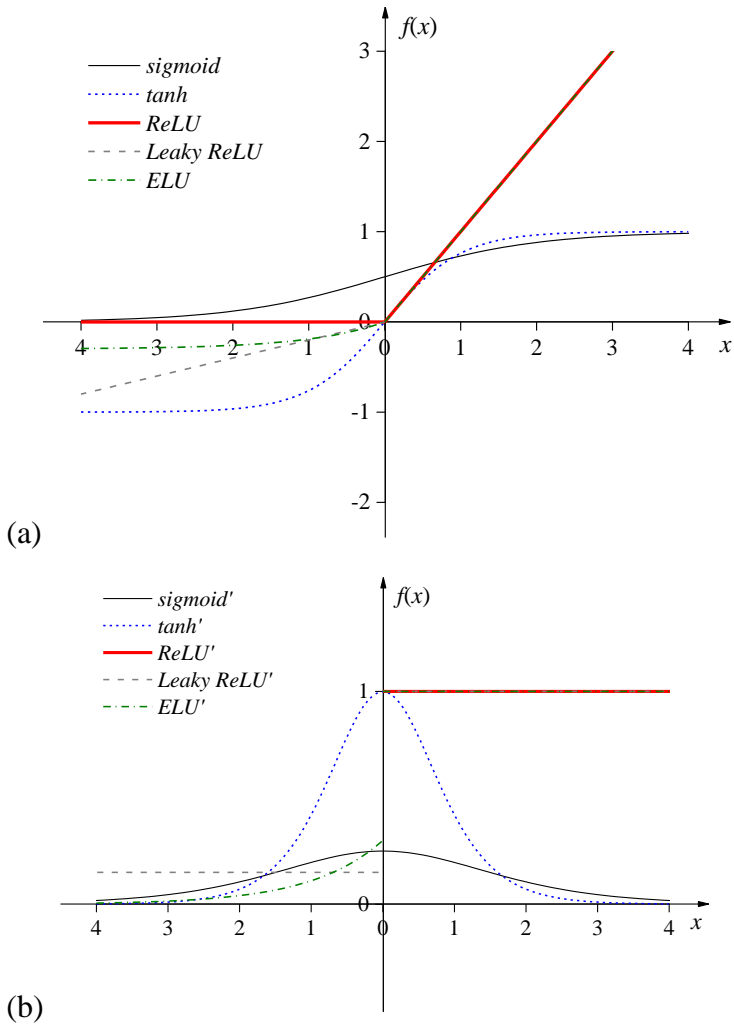 f(x)
3
sigmoid
tanh
ReLU
Leaky ReLU
ELU
2
1
0
4 3 2 1 0 1 2 3 4 x
-1
-2
(a)
f(x)
sigmoid'
tanh'
ReLU'
Leaky ReLU'
ELU'
1
0
4 3 2 1 0 1 2 3 4 x
(b)